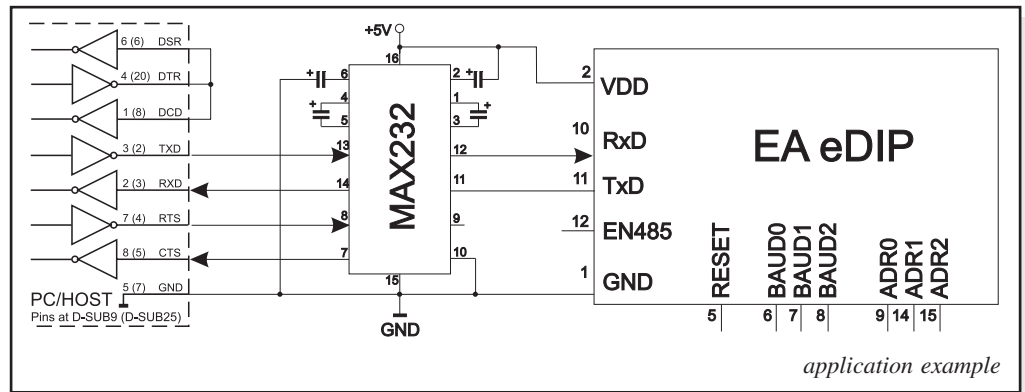 +5V
6 (6) DSR
4 (20) DTR
1 (8) DCD
3 (2) TXD
2 (3) RXD
7 (4) RTS
8 (5) CTS
5 (7) GND
PC/HOST
Pins at D-SUB9 (D-SUB25)
16
6
4
5
13
14
8
7
15
MAX232
2
1
3
12
11
9
10
GND
2 VDD
10 RxD
11 TxD
12 EN485
1 GND
EA eDIP
RESET
BAUD0
BAUD1
BAUD2
ADR0
ADR1
ADR2
5
6
7
8
9
14
15
application example